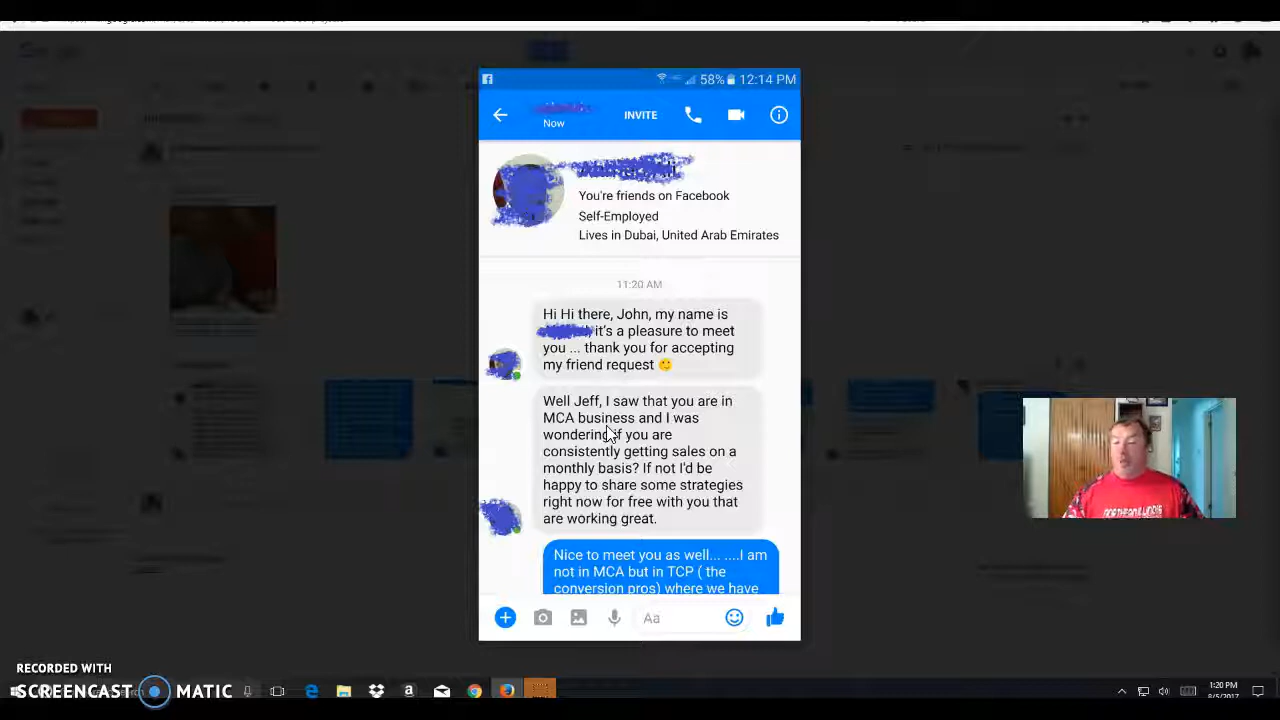 58% 12:14 PM
INVITE
Now
You're friends on Facebook
Self-Employed
Lives in Dubai, United Arab Emirates
11:20 AM
Hi Hi there, John, my name is
it's a pleasure to meet
you ... thank you for accepting
my friend request
Well Jeff, I saw that you are in
MCA business and I was
wondering if you are
consistently getting sales on a
monthly basis? If not I'd be
happy to share some strategies
right now for free with you that
are working great.
Nice to meet you as well... ....I am
not in MCA but in TCP ( the
conversion pros) where we have
Aa
RECORDED WITH
SCREENCAST MATIC
1:20 PM
8/5/2017